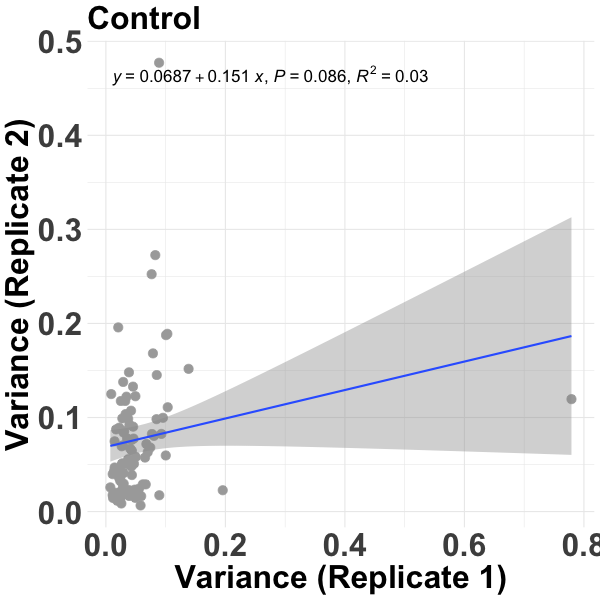 Control
y = 0.0687 + 0.151 x, P = 0.086, R² = 0.03
Variance (Replicate 2)
0.5
0.4
0.3
0.2
0.1
0.0
0.0 0.2 0.4 0.6 0.8
Variance (Replicate 1)